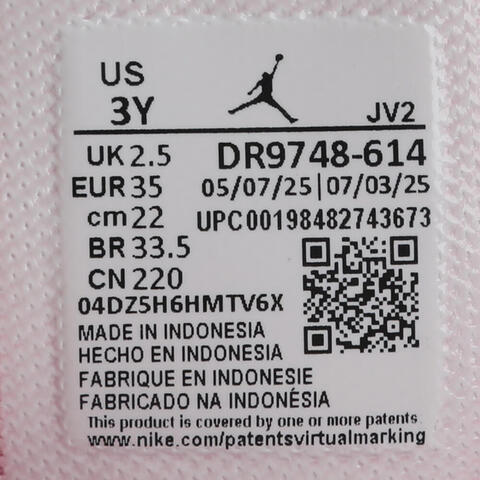 US
3Y
JV2
UK 2.5
DR9748-614
EUR 35
05/07/25|07/03/25
cm 22
UPC00198482743673
BR 33.5
CN 220
04DZ5H6HMTV6X
MADE IN INDONESIA
HECHO EN INDONESIA
FABRIQUE EN INDONESIE
FABRICADO NA INDONÉSIA
This product is covered by one or more patents.
www.nike.com/patentsvirtualmarking